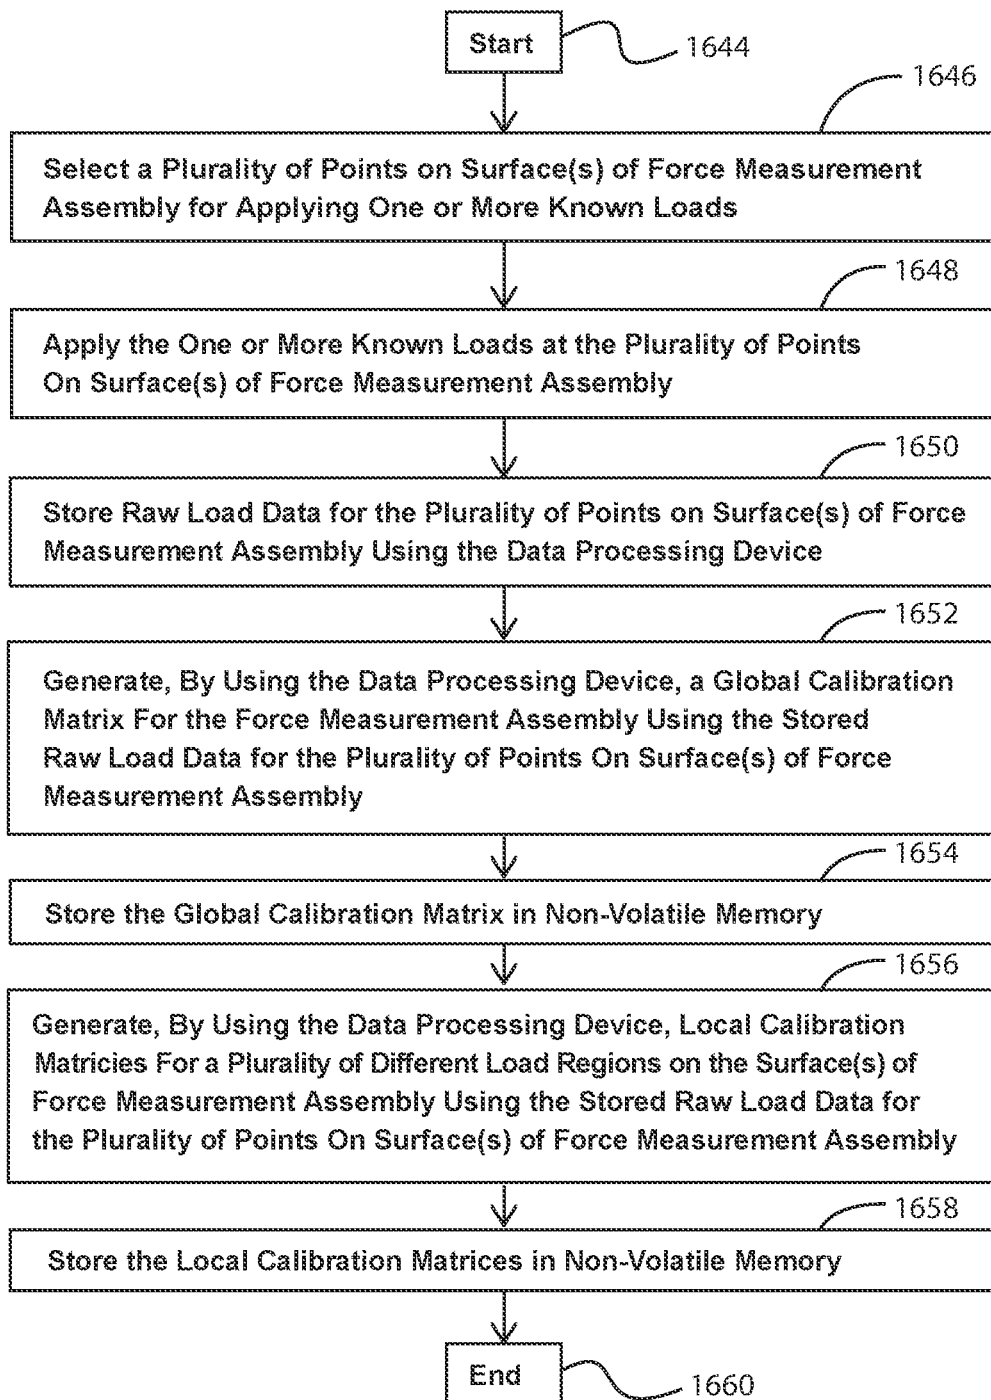 Start
1644
1646
Select a Plurality of Points on Surface(s) of Force Measurement
Assembly for Applying One or More Known Loads
1648
Apply the One or More Known Loads at the Plurality of Points
On Surface(s) of Force Measurement Assembly
1650
Store Raw Load Data for the Plurality of Points on Surface(s) of Force
Measurement Assembly Using the Data Processing Device
1652
Generate, By Using the Data Processing Device, a Global Calibration
Matrix For the Force Measurement Assembly Using the Stored
Raw Load Data for the Plurality of Points On Surface(s) of Force
Measurement Assembly
1654
Store the Global Calibration Matrix in Non-Volatile Memory
1656
Generate, By Using the Data Processing Device, Local Calibration
Matricies For a Plurality of Different Load Regions on the Surface(s) of
Force Measurement Assembly Using the Stored Raw Load Data for
the Plurality of Points On Surface(s) of Force Measurement Assembly
1658
Store the Local Calibration Matrices in Non-Volatile Memory
End
1660